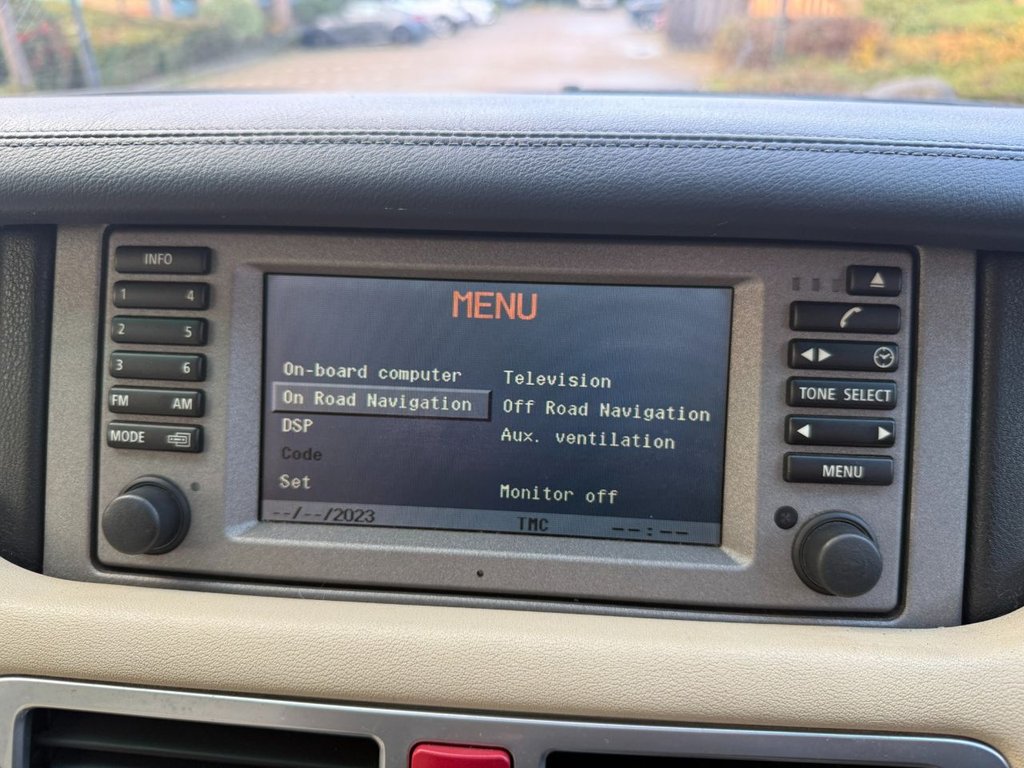 INFO
1 4
2 5
3 6
FM AM
MODE
MENU
On-board computer
On Road Navigation
DSP
Code
Set
Television
Off Road Navigation
Aux. ventilation
Monitor off
--/--/2023
TMC
--:--
TONE SELECT
MENU